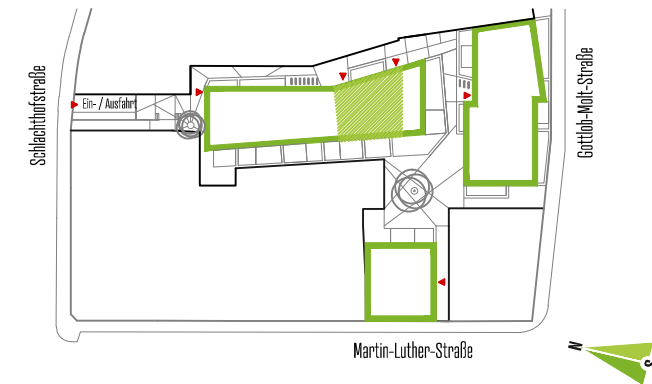 Schlachthofstraße
Ein- / Ausfahrt
Gottlob-Molt-Straße
Martin-Luther-Straße
N